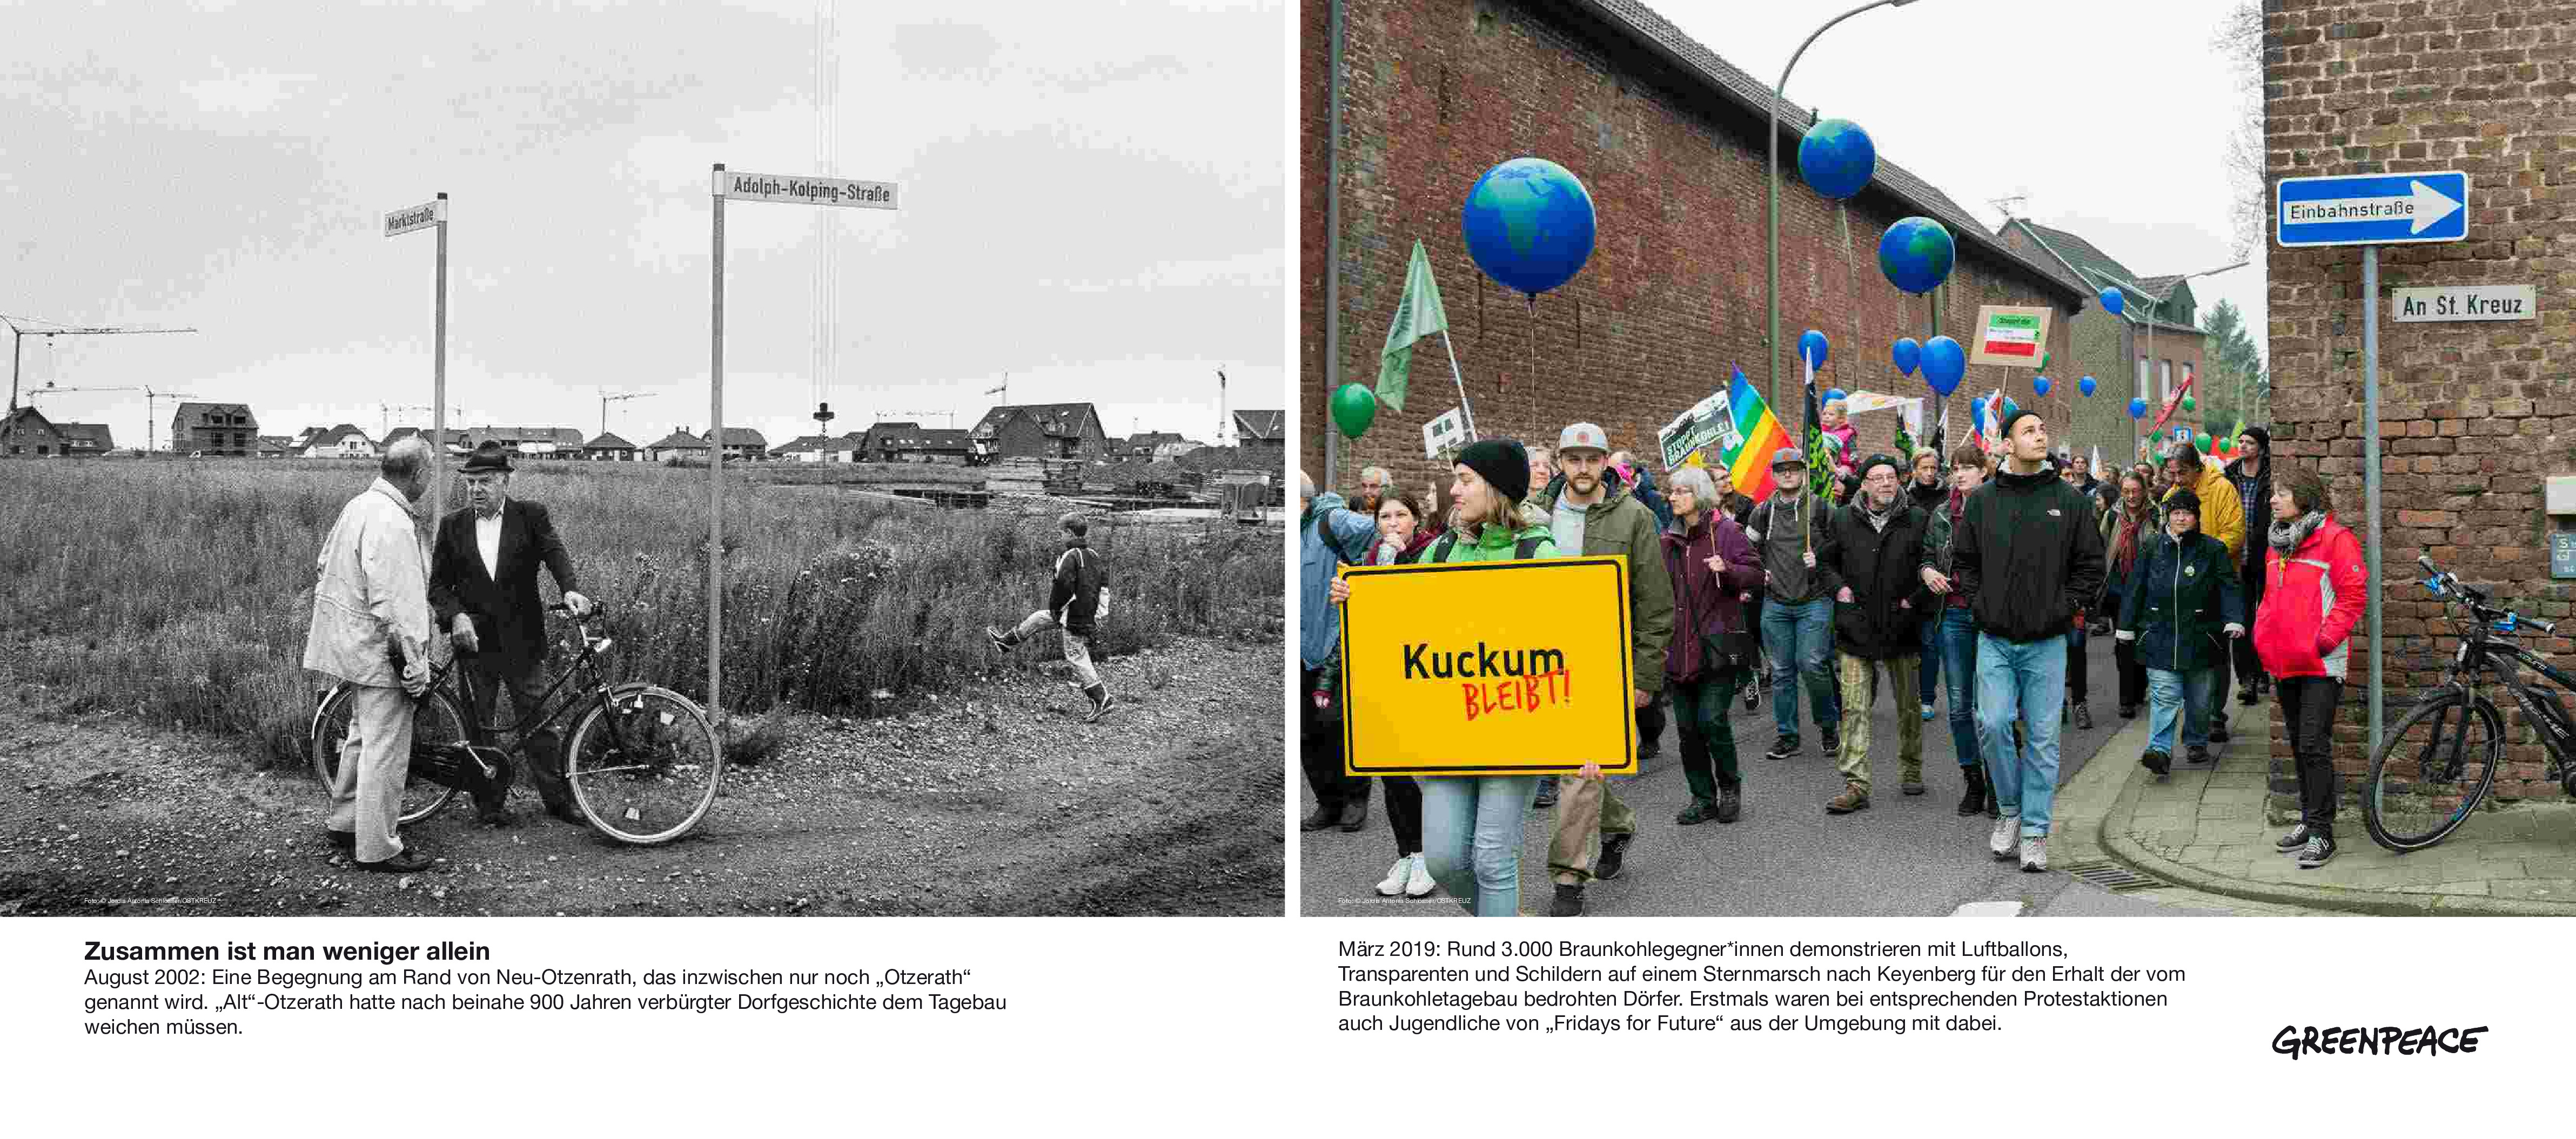 Marktstraße
Adolph-Kolping-Straße
Einbahnstraße
An St. Kreuz
STOPPT
BRAUNKOHLE!
Kuckum
BLEIBT!
Zusammen ist man weniger allein
August 2002: Eine Begegnung am Rand von Neu-Otzenrath, das inzwischen nur noch „Otzerath“
genannt wird. „Alt“-Otzerath hatte nach beinahe 900 Jahren verbürgter Dorfgeschichte dem Tagebau
weichen müssen.
März 2019: Rund 3.000 Braunkohlegegner*innen demonstrieren mit Luftballons,
Transparenten und Schildern auf einem Sternmarsch nach Keyenberg für den Erhalt der vom
Braunkohletagebau bedrohten Dörfer. Erstmals waren bei entsprechenden Protestaktionen
auch Jugendliche von „Fridays for Future“ aus der Umgebung mit dabei.
GREENPEACE